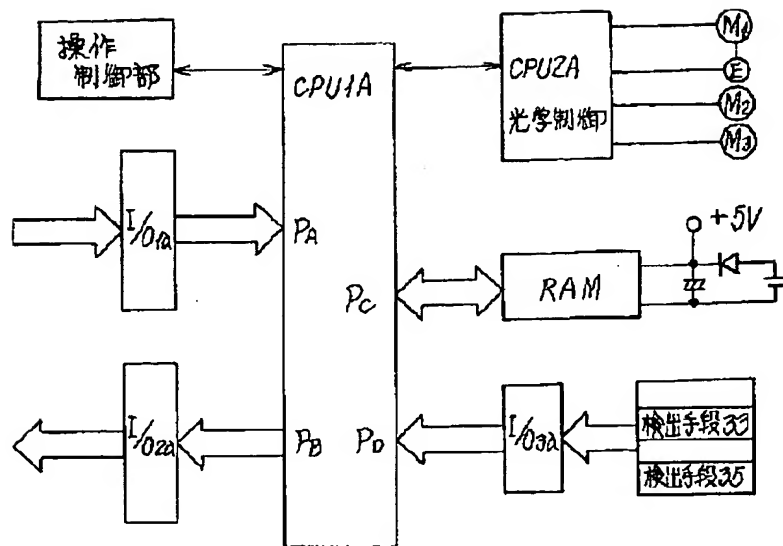 操作
制御部
CPU1A
CPU2A
光学制御
M1
E
M2
M3
I/O1a
PA
+5V
PC
RAM
I/O2a
PB
PD
I/O3a
検出手段33
検出手段35